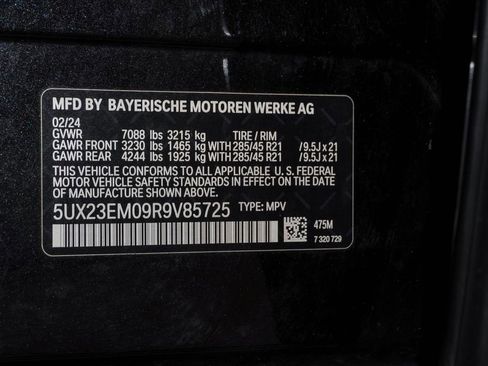 MFD BY BAYERISCHE MOTOREN WERKE AG
02/24
GVWR 7088 lbs 3215 kg TIRE / RIM
GAWR FRONT 3230 lbs 1465 kg WITH 285/45 R21 /9.5J x 21
GAWR REAR 4244 lbs 1925 kg WITH 285/45 R21 /9.5J x 21
THIS VEHICLE CONFORMS TO ALL APPLICABLE U. S. FEDERAL
MOTOR VEHICLE SAFETY STANDARDS IN EFFECT ON THE DATE
OF MANUFACTURE SHOWN ABOVE.
5UX23EM09R9V85725 TYPE: MPV
475M
7 320 729